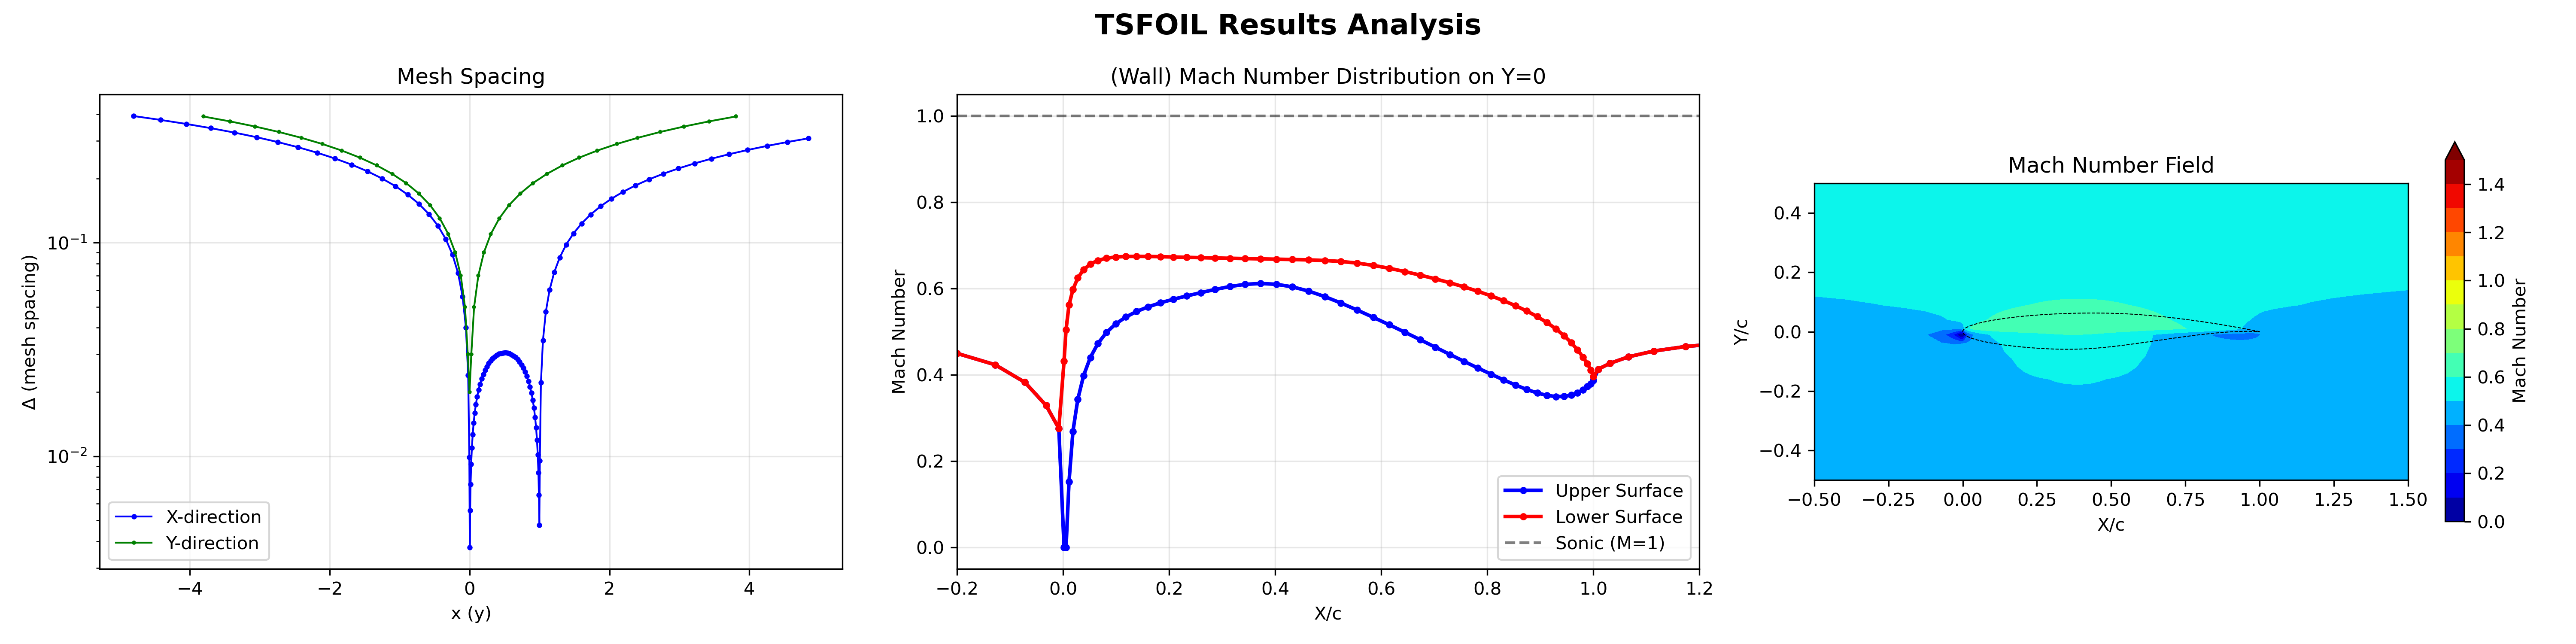 TSFOIL Results Analysis
Mesh Spacing
Δ (mesh spacing)
10⁻¹
10⁻²
−4
−2
0
2
4
x (y)
X-direction
Y-direction
(Wall) Mach Number Distribution on Y=0
Mach Number
1.0
0.8
0.6
0.4
0.2
0.0
−0.2
0.0
0.2
0.4
0.6
0.8
1.0
1.2
X/c
Upper Surface
Lower Surface
Sonic (M=1)
Mach Number Field
Y/c
0.4
0.2
0.0
−0.2
−0.4
−0.50
−0.25
0.00
0.25
0.50
0.75
1.00
1.25
1.50
X/c
1.4
1.2
1.0
0.8
0.6
0.4
0.2
0.0
Mach Number